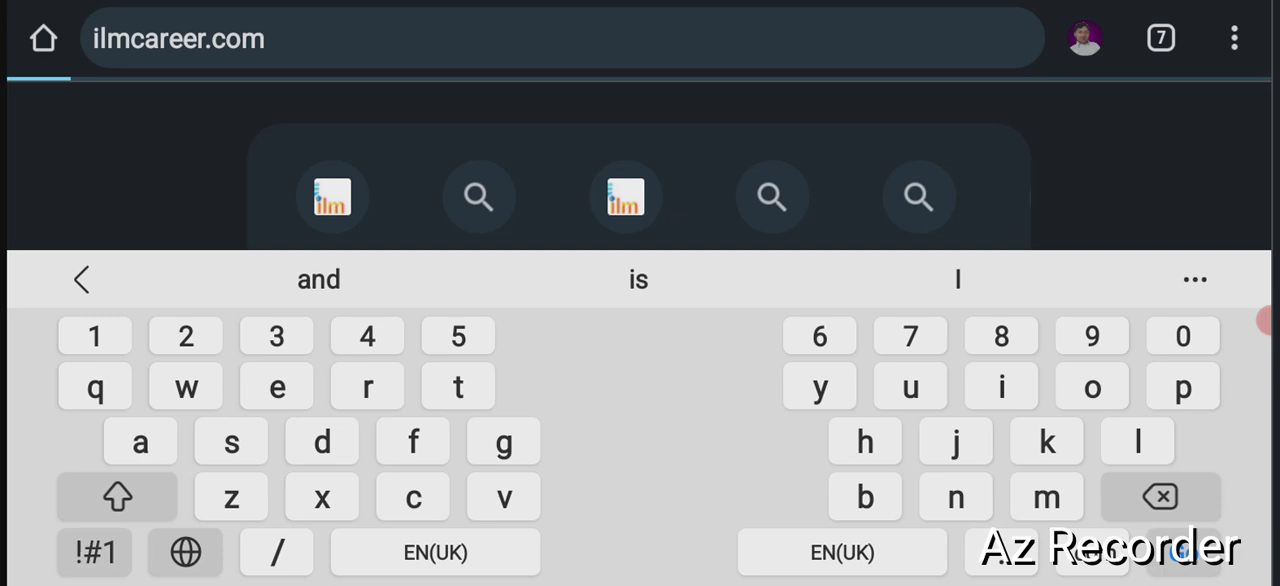 ilmcareer.com
7
ilm ilm
and is I
1 2 3 4 5 6 7 8 9 0
q w e r t y u i o p
a s d f g h j k l
z x c v b n m
!#1 / EN(UK) EN(UK)
Az Recorder